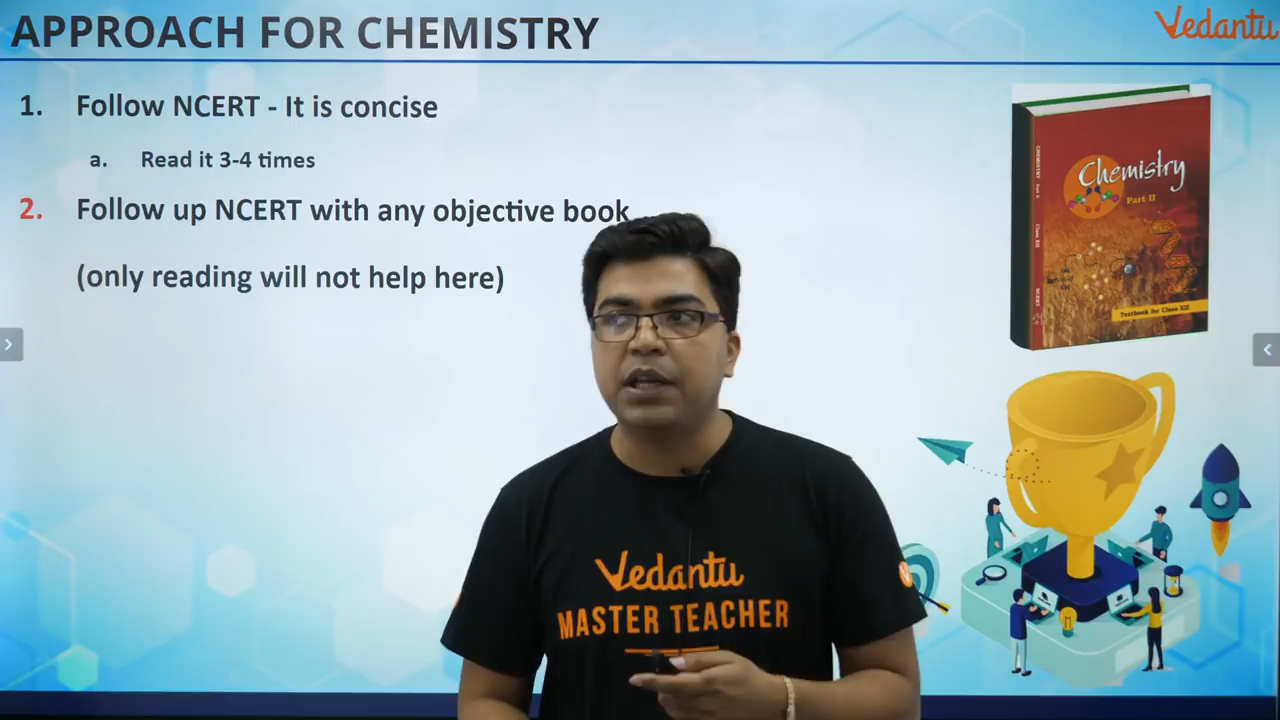 APPROACH FOR CHEMISTRY
Vedantu
1. Follow NCERT - It is concise
a. Read it 3-4 times
2. Follow up NCERT with any objective book
(only reading will not help here)
Chemistry
Part II
Textbook for Class XII
Vedantu
MASTER TEACHER